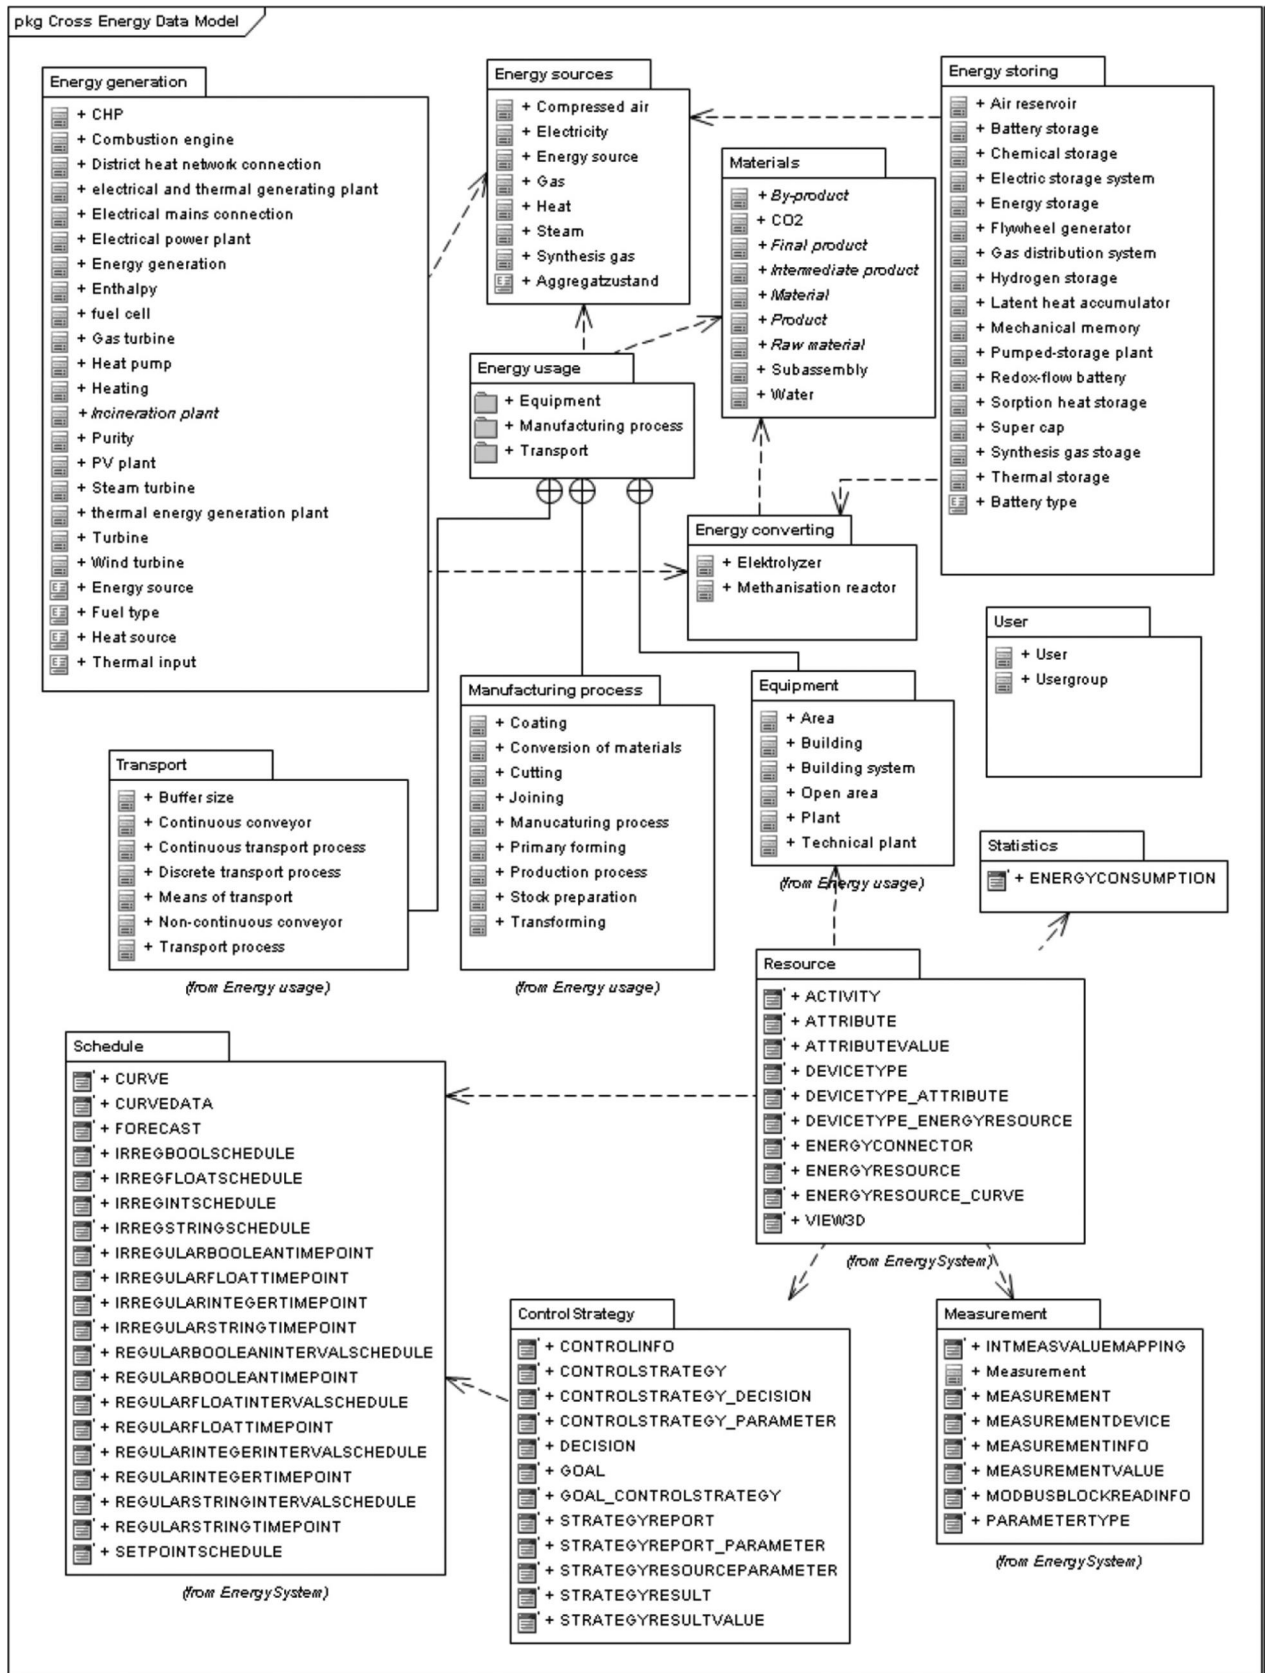 pkg Cross Energy Data Model
Energy generation
+ CHP
+ Combustion engine
+ District heat network connection
+ electrical and thermal generating plant
+ Electrical mains connection
+ Electrical power plant
+ Energy generation
+ Enthalpy
+ fuel cell
+ Gas turbine
+ Heat pump
+ Heating
+ Incineration plant
+ Purity
+ PV plant
+ Steam turbine
+ thermal energy generation plant
+ Turbine
+ Wind turbine
+ Energy source
+ Fuel type
+ Heat source
+ Thermal input
Energy sources
+ Compressed air
+ Electricity
+ Energy source
+ Gas
+ Heat
+ Steam
+ Synthesis gas
+ Aggregatzustand
Energy storing
+ Air reservoir
+ Battery storage
+ Chemical storage
+ Electric storage system
+ Energy storage
+ Flywheel generator
+ Gas distribution system
+ Hydrogen storage
+ Latent heat accumulator
+ Mechanical memory
+ Pumped-storage plant
+ Redox-flow battery
+ Sorption heat storage
+ Super cap
+ Synthesis gas stoage
+ Thermal storage
+ Battery type
Materials
+ By-product
+ CO2
+ Final product
+ Intermediate product
+ Material
+ Product
+ Raw material
+ Subassembly
+ Water
Energy usage
+ Equipment
+ Manufacturing process
+ Transport
Energy converting
+ Elektrolyzer
+ Methanisation reactor
User
+ User
+ Usergroup
Manufacturing process
+ Coating
+ Conversion of materials
+ Cutting
+ Joining
+ Manucaturing process
+ Primary forming
+ Production process
+ Stock preparation
+ Transforming
(from Energy usage)
Equipment
+ Area
+ Building
+ Building system
+ Open area
+ Plant
+ Technical plant
(from Energy usage)
Transport
+ Buffer size
+ Continuous conveyor
+ Continuous transport process
+ Discrete transport process
+ Means of transport
+ Non-continuous conveyor
+ Transport process
(from Energy usage)
Statistics
+ ENERGYCONSUMPTION
Resource
+ ACTIVITY
+ ATTRIBUTE
+ ATTRIBUTEVALUE
+ DEVICETYPE
+ DEVICETYPE_ATTRIBUTE
+ DEVICETYPE_ENERGYRESOURCE
+ ENERGYCONNECTOR
+ ENERGYRESOURCE
+ ENERGYRESOURCE_CURVE
+ VIEW3D
(from EnergySystem)
Schedule
+ CURVE
+ CURVEDATA
+ FORECAST
+ IRREGBOOLSCHEDULE
+ IRREGFLOATSCHEDULE
+ IRREGINTSCHEDULE
+ IRREGSTRINGSCHEDULE
+ IRREGULARBOOLEANTIMEPOINT
+ IRREGULARFLOATTIMEPOINT
+ IRREGULARINTEGERTIMEPOINT
+ IRREGULARSTRINGTIMEPOINT
+ REGULARBOOLEANINTERVALSCHEDULE
+ REGULARBOOLEANTIMEPOINT
+ REGULARFLOATINTERVALSCHEDULE
+ REGULARFLOATTIMEPOINT
+ REGULARINTEGERINTERVALSCHEDULE
+ REGULARINTEGERTIMEPOINT
+ REGULARSTRINGINTERVALSCHEDULE
+ REGULARSTRINGTIMEPOINT
+ SETPOINTSCHEDULE
(from EnergySystem)
ControlStrategy
+ CONTROLINFO
+ CONTROLSTRATEGY
+ CONTROLSTRATEGY_DECISION
+ CONTROLSTRATEGY_PARAMETER
+ DECISION
+ GOAL
+ GOAL_CONTROLSTRATEGY
+ STRATEGYREPORT
+ STRATEGYREPORT_PARAMETER
+ STRATEGYRESOURCEPARAMETER
+ STRATEGYRESULT
+ STRATEGYRESULTVALUE
Measurement
+ INTMEASVALUEMAPPING
+ Measurement
+ MEASUREMENT
+ MEASUREMENTDEVICE
+ MEASUREMENTINFO
+ MEASUREMENTVALUE
+ MODBUSBLOCKREADINFO
+ PARAMETERTYPE
(from EnergySystem)